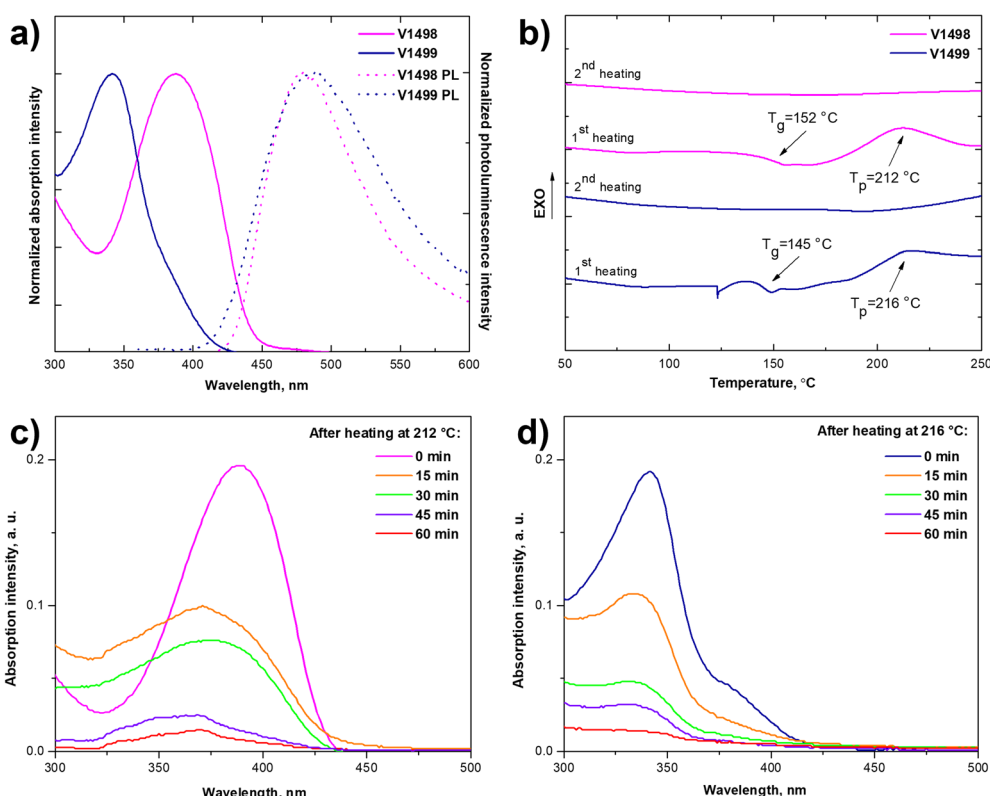 a)
V1498
V1499
V1498 PL
V1499 PL
Normalized absorption intensity
Normalized photoluminescence intensity
300 350 400 450 500 550 600
Wavelength, nm
b)
V1498
V1499
2nd heating
Tg=152 °C
1st heating
Tp=212 °C
2nd heating
EXO
Tg=145 °C
1st heating
Tp=216 °C
50 100 150 200 250
Temperature, °C
c)
After heating at 212 °C:
0 min
15 min
30 min
45 min
60 min
Absorption intensity, a. u.
0.2
0.1
0.0
300 350 400 450 500
Wavelength, nm
d)
After heating at 216 °C:
0 min
15 min
30 min
45 min
60 min
Absorption intensity, a. u.
0.2
0.1
0.0
300 350 400 450 500
Wavelength, nm